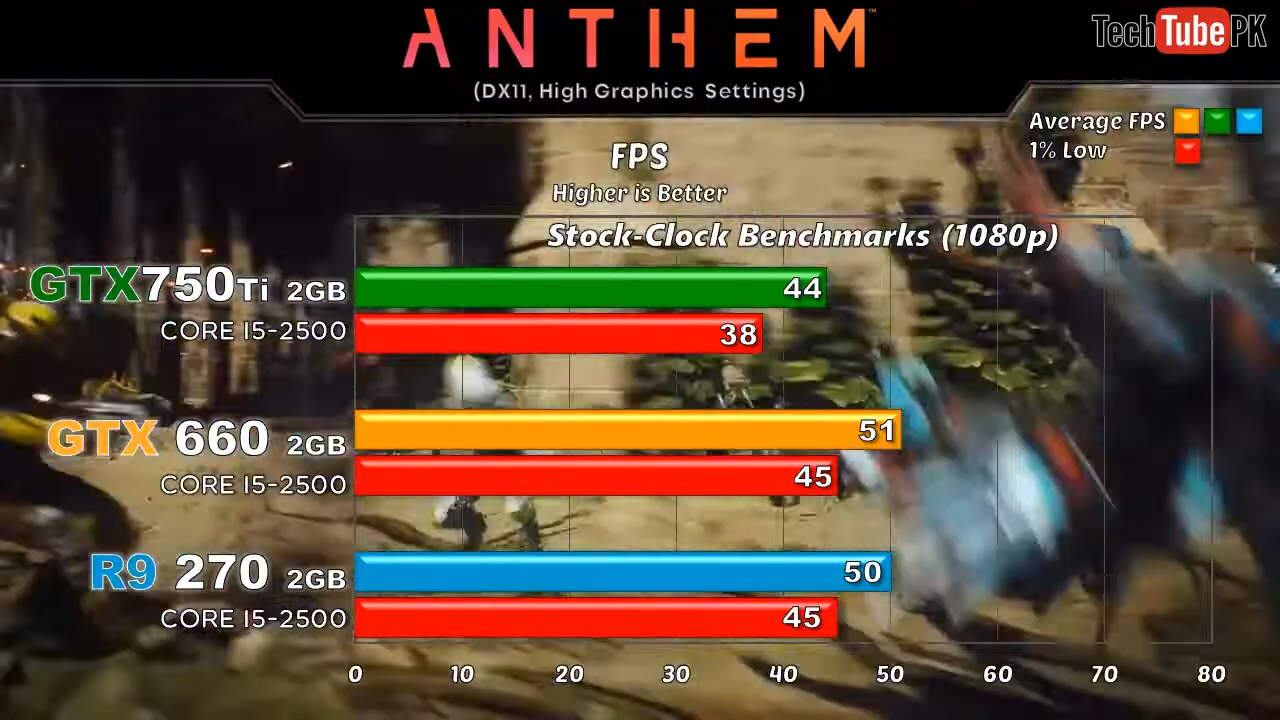 ANTHEM™
TechTubePK
(DX11, High Graphics Settings)
Average FPS
1% Low
FPS
Higher is Better
Stock-Clock Benchmarks (1080p)
GTX750Ti 2GB
44
CORE I5-2500
38
GTX 660 2GB
51
CORE I5-2500
45
R9 270 2GB
50
CORE I5-2500
45
0 10 20 30 40 50 60 70 80